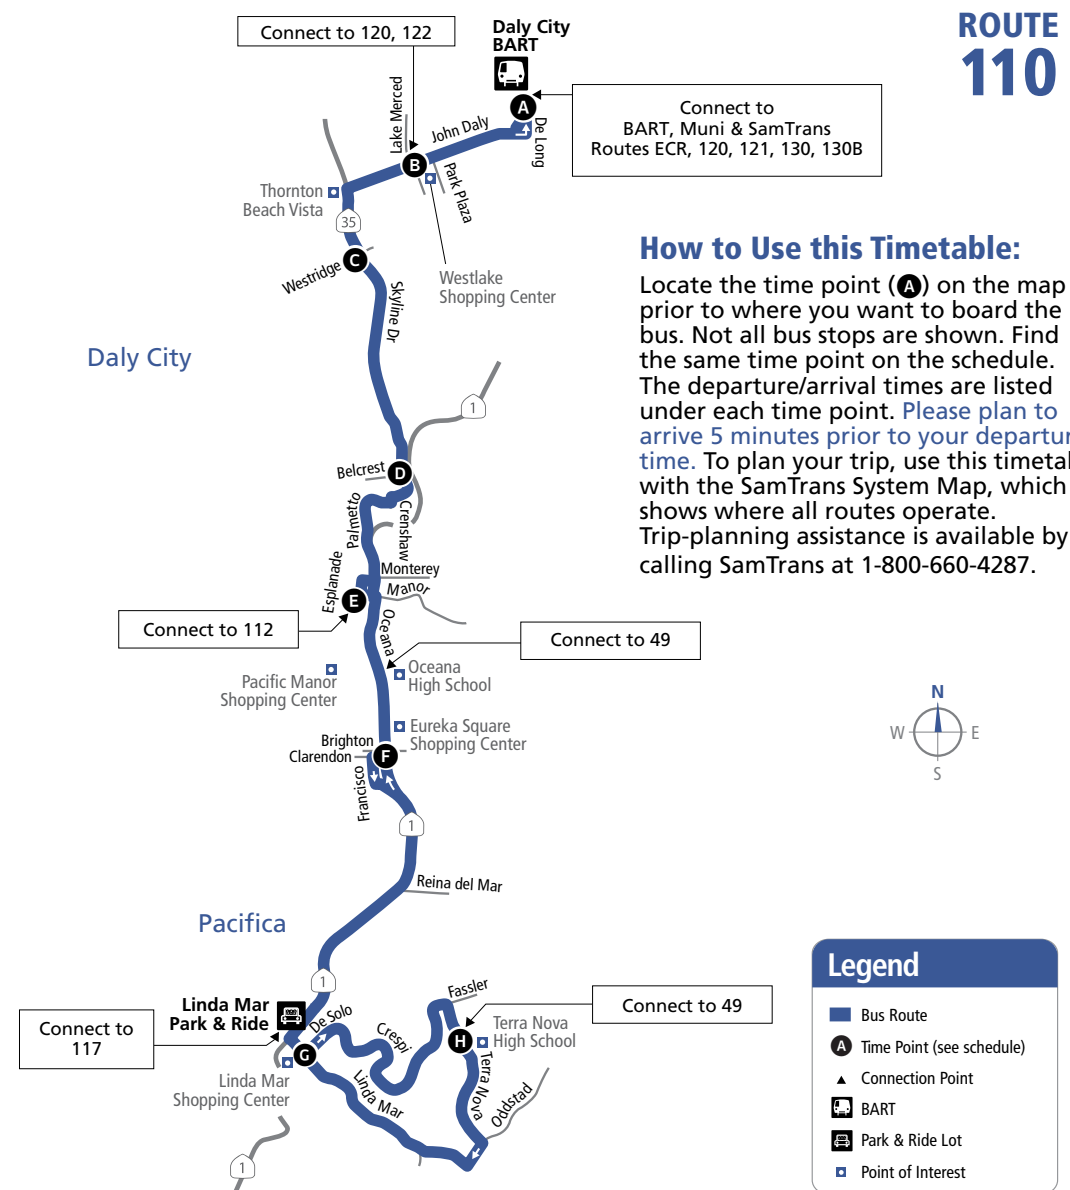 ROUTE
110
Connect to 120, 122
Daly City
BART
A
Connect to
BART, Muni & SamTrans
Routes ECR, 120, 121, 130, 130B
Lake Merced
John Daly
De Long
B
Park Plaza
Thornton
Beach Vista
35
C
Westridge
Westlake
Shopping Center
Skyline Dr
How to Use this Timetable:
Locate the time point (A) on the map
prior to where you want to board the
bus. Not all bus stops are shown. Find
the same time point on the schedule.
The departure/arrival times are listed
under each time point. Please plan to
arrive 5 minutes prior to your departur
time. To plan your trip, use this timetal
with the SamTrans System Map, which
shows where all routes operate.
Trip-planning assistance is available by
calling SamTrans at 1-800-660-4287.
Daly City
1
Belcrest
D
Palmetto
Crenshaw
Esplanade
Monterey
Manor
E
Oceana
Connect to 112
Connect to 49
Pacific Manor
Shopping Center
Oceana
High School
Eureka Square
Shopping Center
Brighton
Clarendon
F
Francisco
1
N
W
E
S
Reina del Mar
Pacifica
1
Linda Mar
Park & Ride
Connect to
117
De Solo
G
Crespi
Fassler
Connect to 49
H
Terra Nova
High School
Terra Nova
Oddstad
Linda Mar
Shopping Center
Linda Mar
1
Legend
Bus Route
A Time Point (see schedule)
Connection Point
BART
Park & Ride Lot
Point of Interest